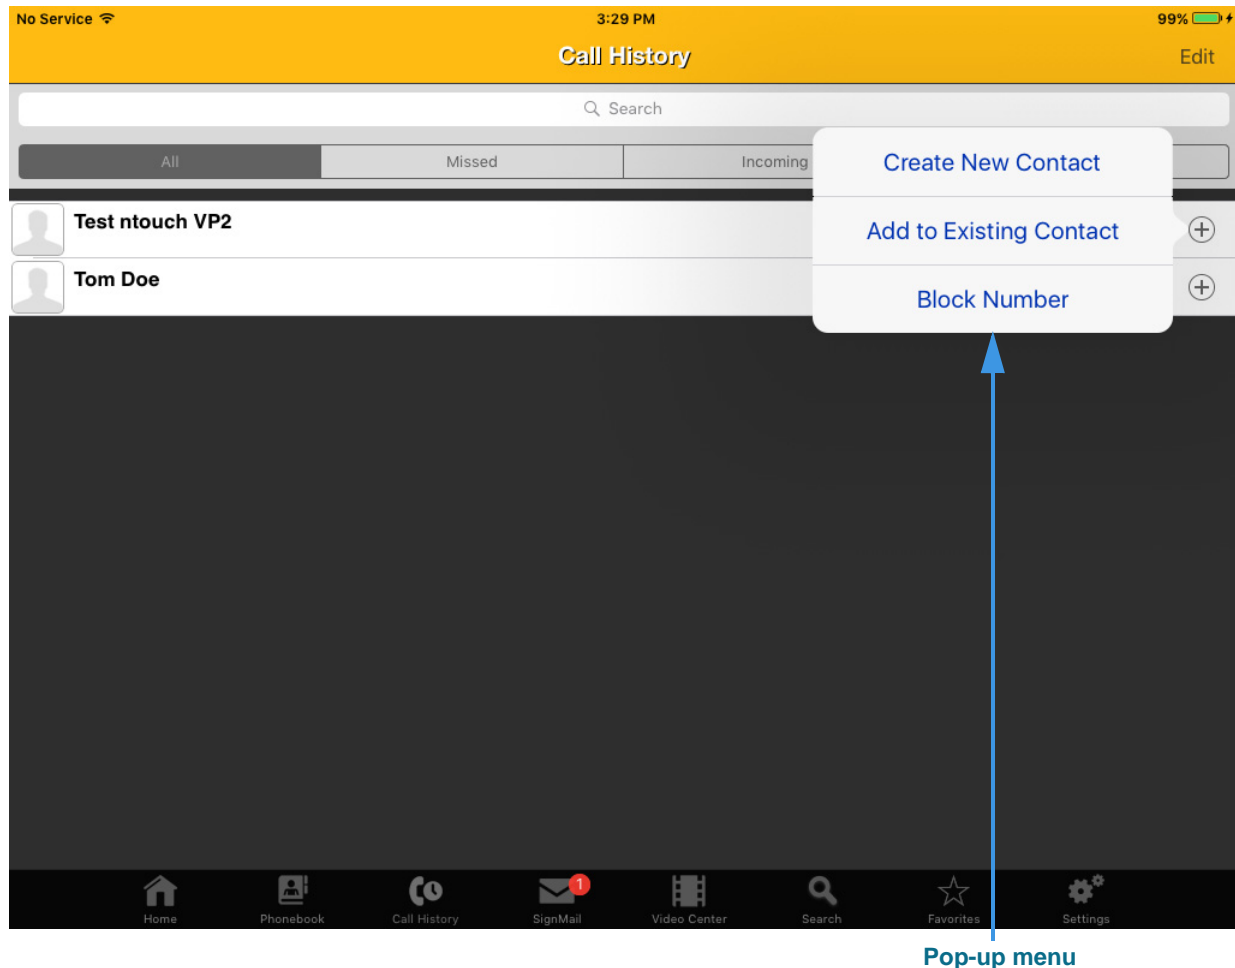 No Service 3:29 PM 99%
Call History Edit
Search
All Missed Incoming
Create New Contact
Test ntouch VP2
Add to Existing Contact
Tom Doe
Block Number
1
Home Phonebook Call History SignMail Video Center Search Favorites Settings
Pop-up menu